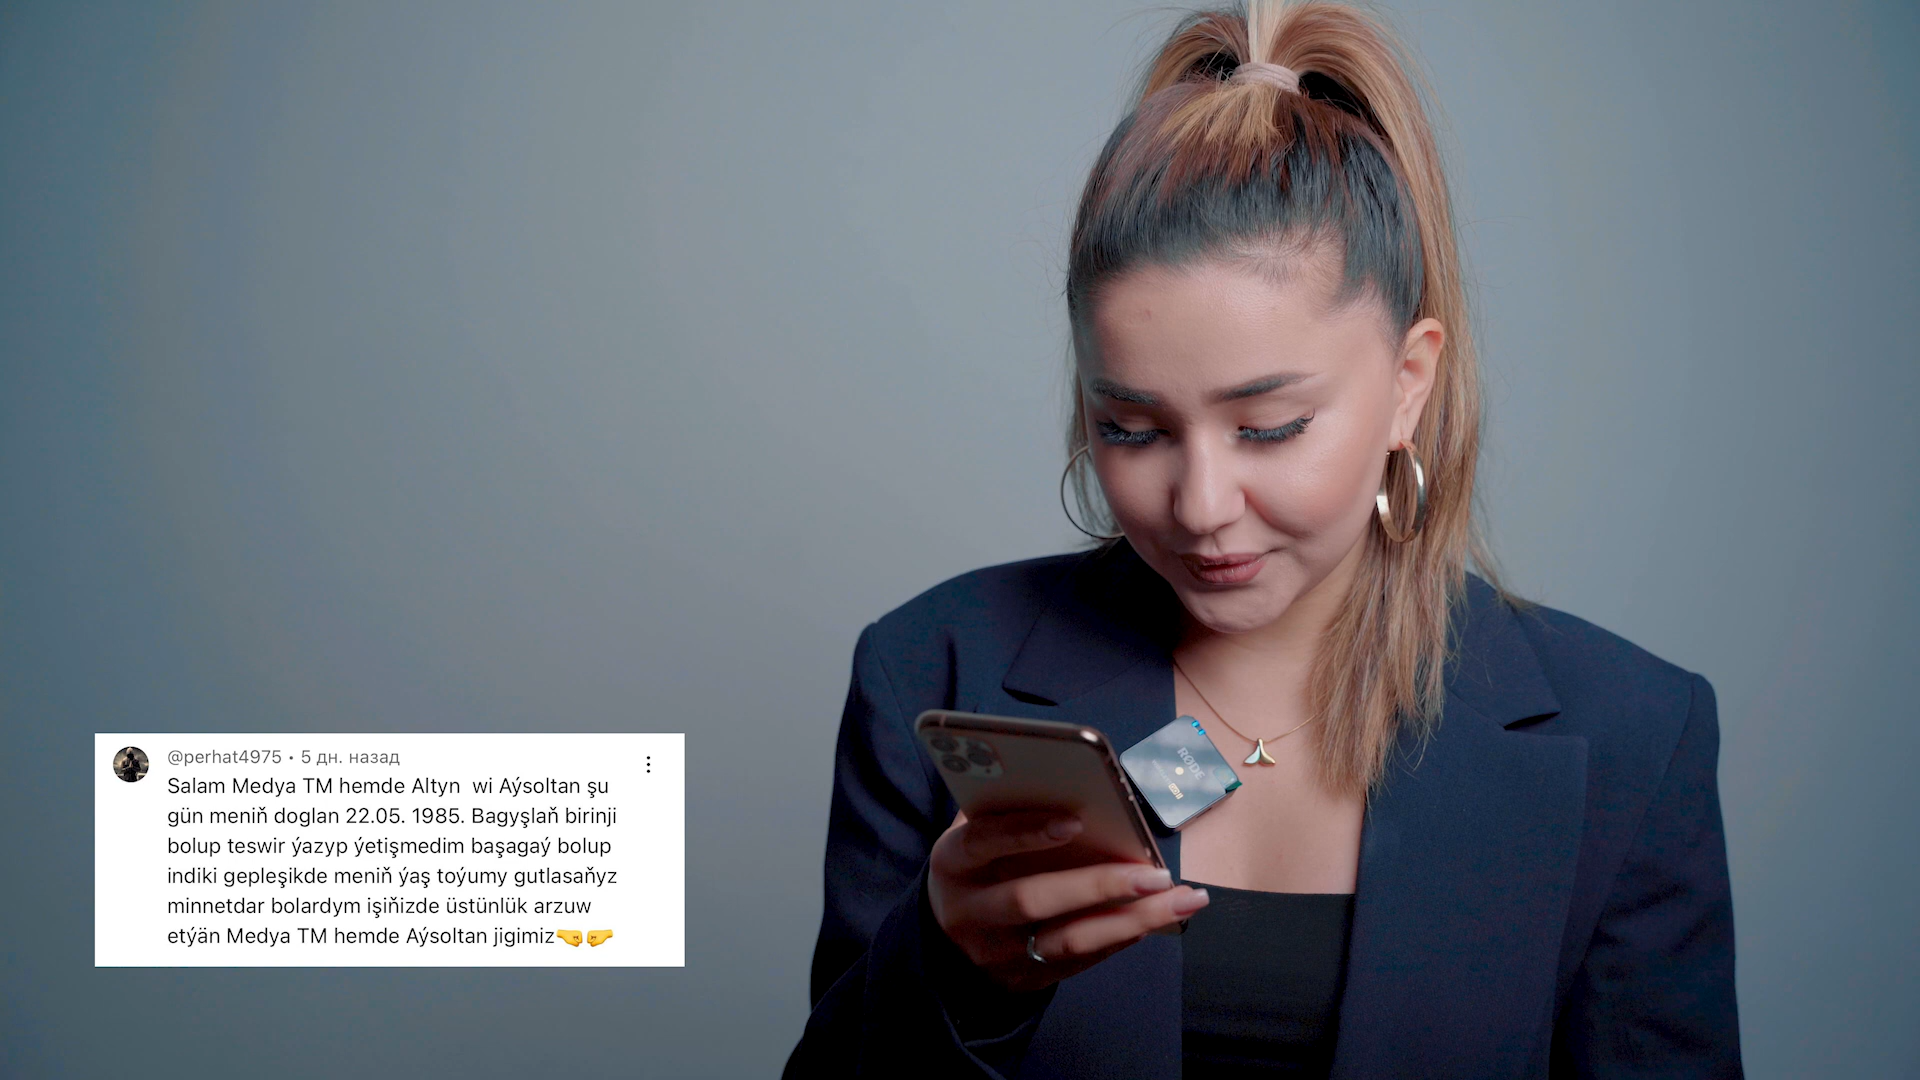 @perhat4975 • 5 дн. назад
Salam Medya TM hemde Altyn wi Aýsoltan şu
gün meniň doglan 22.05. 1985. Bagyşlaň birinji
bolup teswir ýazyp ýetişmedim başagaý bolup
indiki gepleşikde meniň ýaş toýumy gutlasaňyz
minnetdar bolardym işiňizde üstünlük arzuw
etýän Medya TM hemde Aýsoltan jigimiz🤜🤛
RØDE